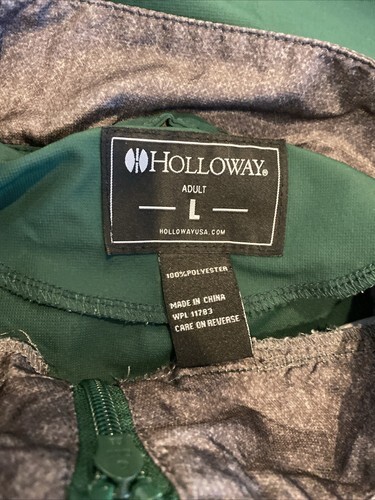 HOLLOWAY®
ADULT
L
HOLLOWAYUSA.COM
100%POLYESTER
MADE IN CHINA
WPL 11783
CARE ON REVERSE